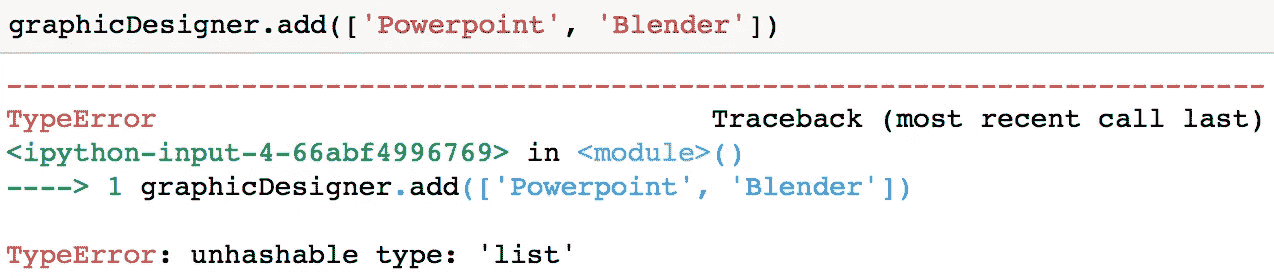 graphicDesigner.add(['Powerpoint', 'Blender'])
---------------------------------------------------------------------------
TypeError                                 Traceback (most recent call last)
<ipython-input-4-66abf4996769> in <module>()
----> 1 graphicDesigner.add(['Powerpoint', 'Blender'])
TypeError: unhashable type: 'list'